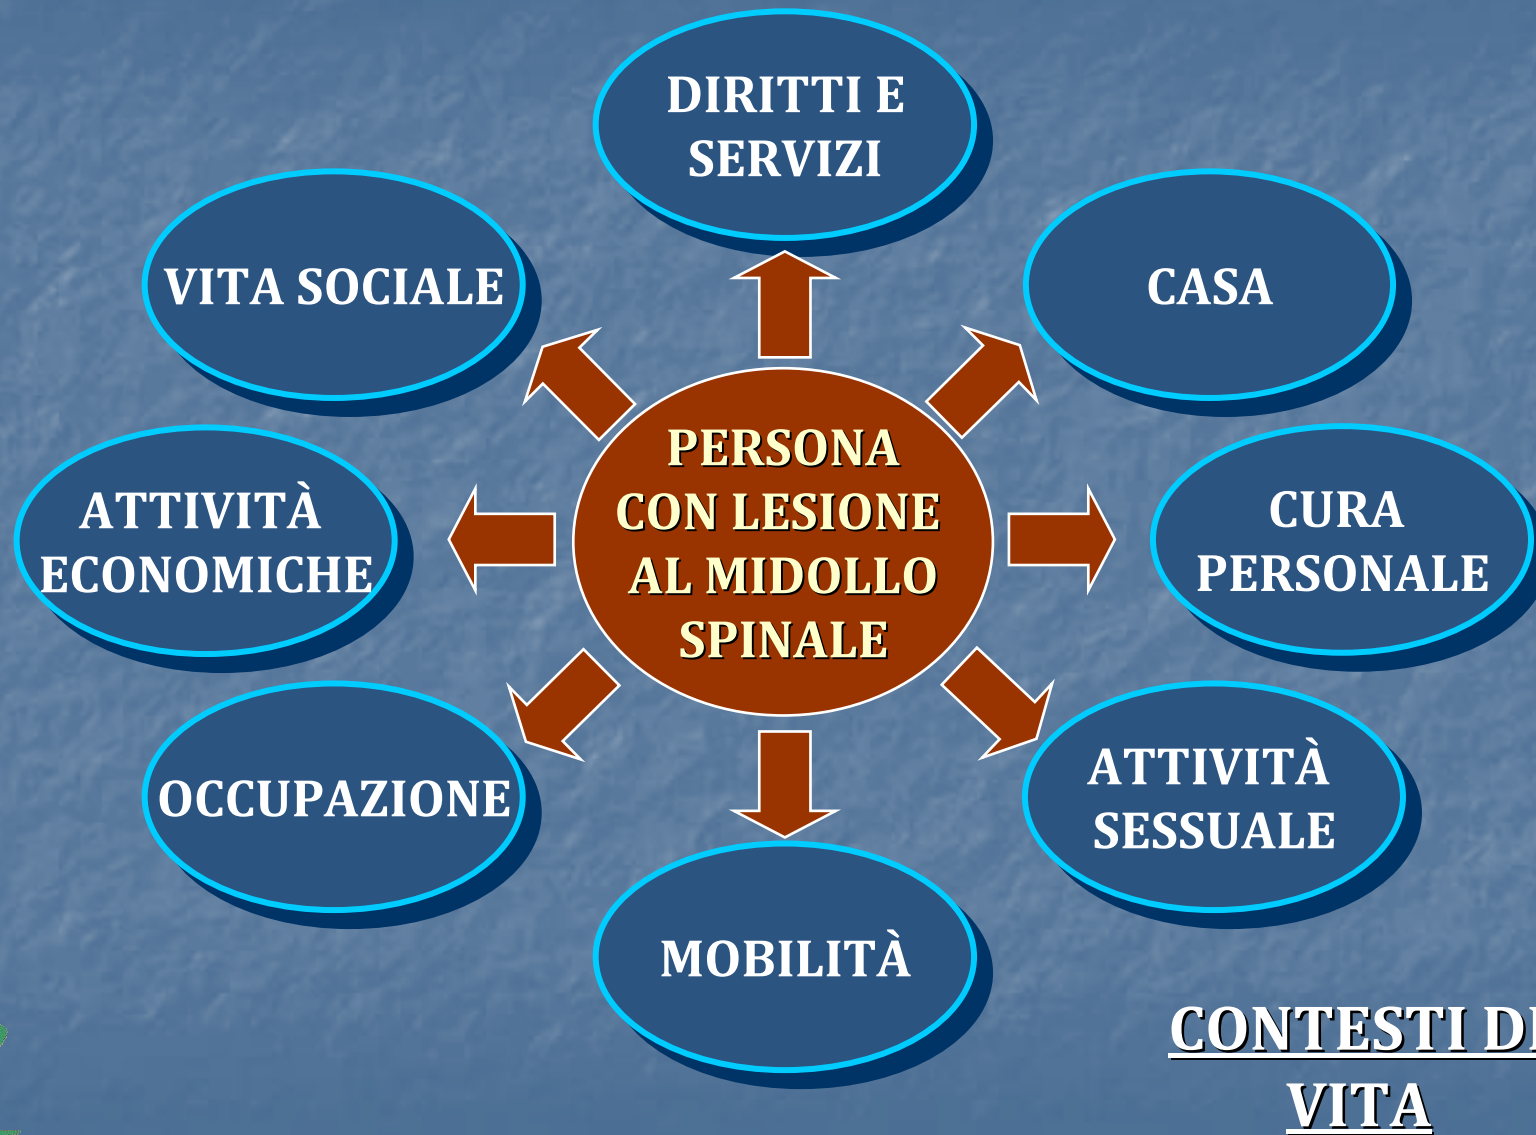 DIRITTI E
SERVIZI
VITA SOCIALE
CASA
PERSONA
CON LESIONE
AL MIDOLLO
SPINALE
ATTIVITÀ
ECONOMICHE
CURA
PERSONALE
OCCUPAZIONE
ATTIVITÀ
SESSUALE
MOBILITÀ
CONTESTI DI
VITA